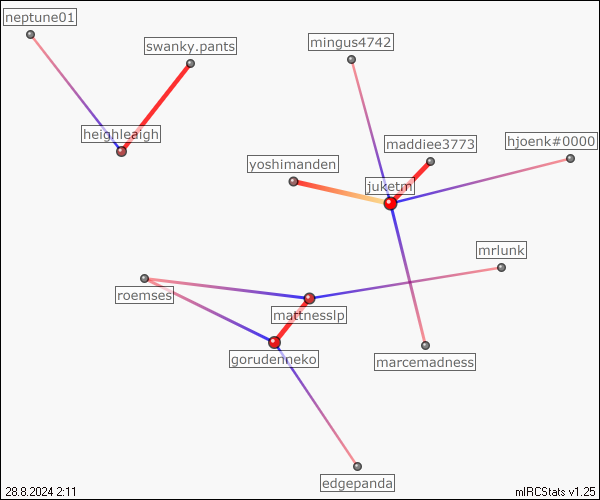 neptune01
swanky.pants
mingus4742
heighleaigh
maddiee3773
hjoenk#0000
yoshimanden
juketm
mrlunk
roemses
mattnesslp
gorudenneko
marcemadness
edgepanda
28.8.2024 2:11
mIRCStats v1.25